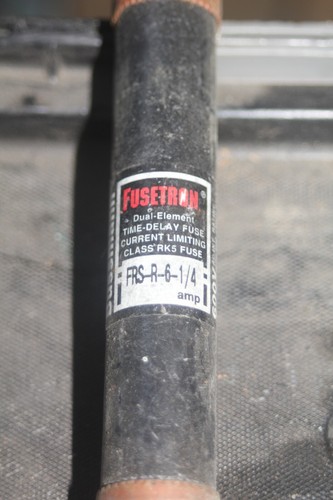 FUSETRON®
Dual-Element
TIME-DELAY FUSE
CURRENT LIMITING
CLASS RK5 FUSE
FRS-R-6-1/4
amp